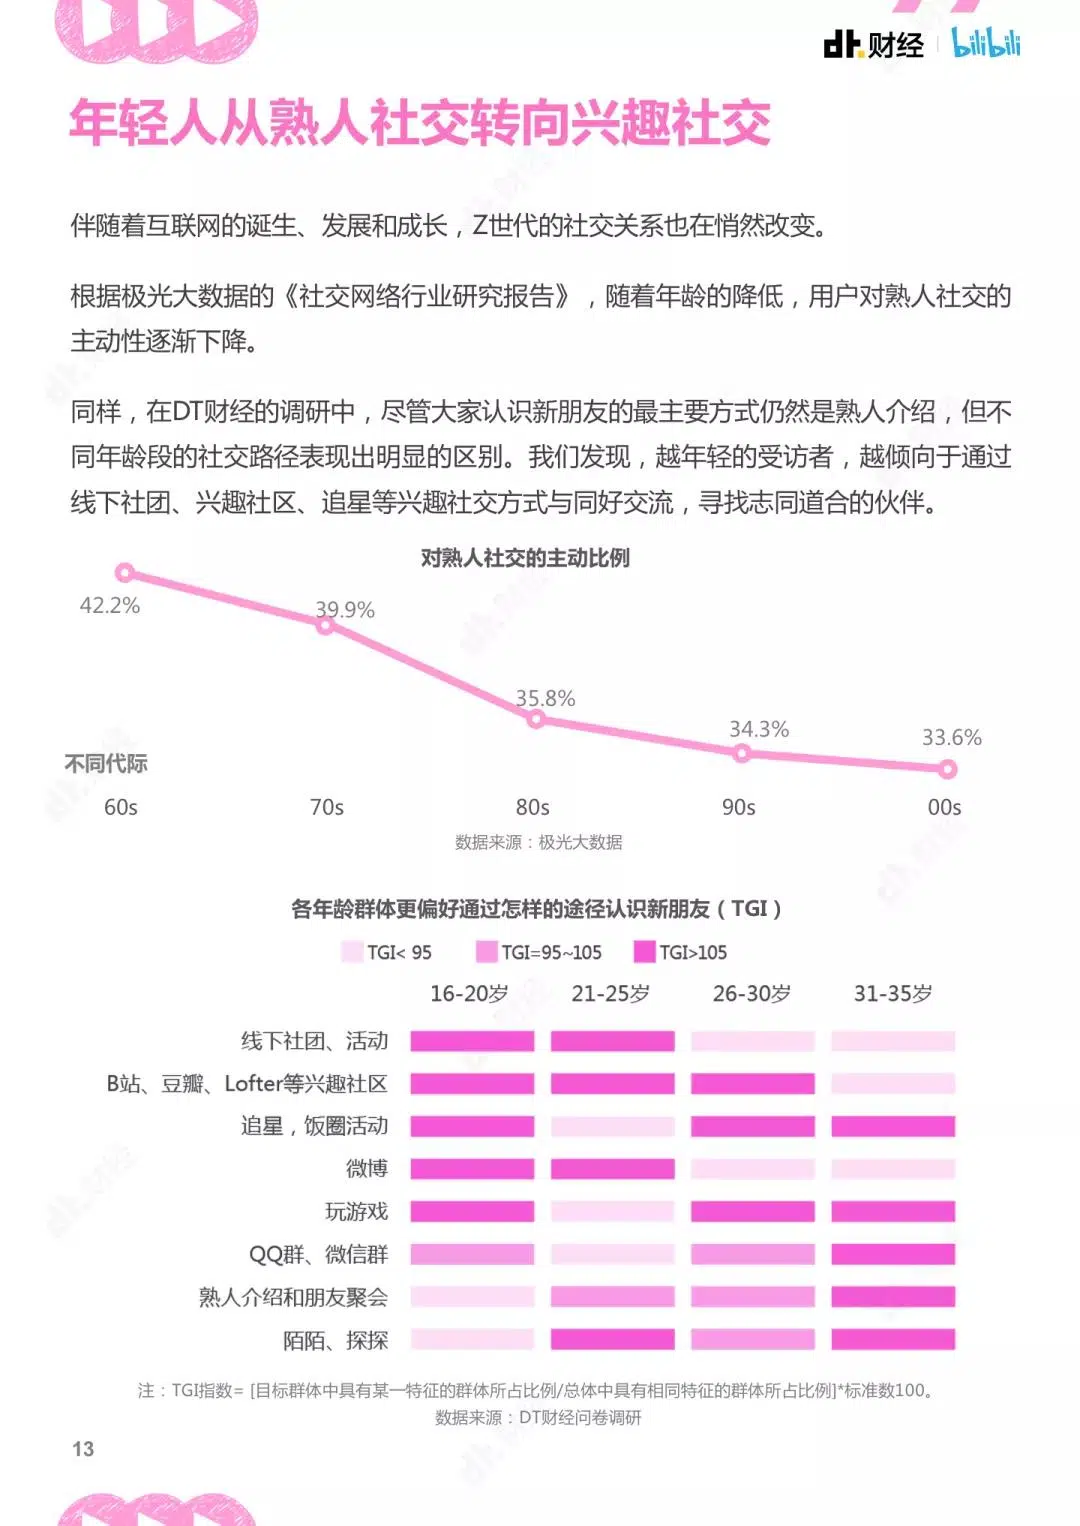 dt.财经 bilibili
年轻人从熟人社交转向兴趣社交
伴随着互联网的诞生、发展和成长，Z世代的社交关系也在悄然改变。
根据极光大数据的《社交网络行业研究报告》，随着年龄的降低，用户对熟人社交的
主动性逐渐下降。
同样，在DT财经的调研中，尽管大家认识新朋友的最主要方式仍然是熟人介绍，但不
同年龄段的社交路径表现出明显的区别。我们发现，越年轻的受访者，越倾向于通过
线下社团、兴趣社区、追星等兴趣社交方式与同好交流，寻找志同道合的伙伴。
对熟人社交的主动比例
42.2%
39.9%
35.8%
34.3%
33.6%
不同代际
60s 70s 80s 90s 00s
数据来源：极光大数据
各年龄群体更偏好通过怎样的途径认识新朋友（TGI）
TGI< 95 TGI=95~105 TGI>105
16-20岁 21-25岁 26-30岁 31-35岁
线下社团、活动
B站、豆瓣、Lofter等兴趣社区
追星，饭圈活动
微博
玩游戏
QQ群、微信群
熟人介绍和朋友聚会
陌陌、探探
注：TGI指数= [目标群体中具有某一特征的群体所占比例/总体中具有相同特征的群体所占比例]*标准数100。
数据来源：DT财经问卷调研
13